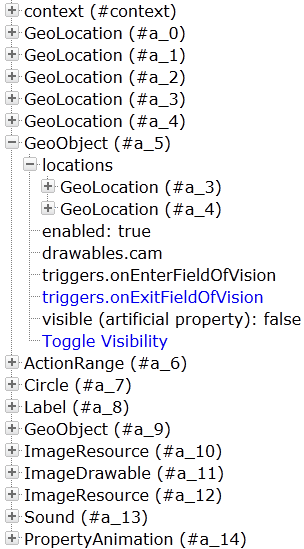 context (#context)
GeoLocation (#a_0)
GeoLocation (#a_1)
GeoLocation (#a_2)
GeoLocation (#a_3)
GeoLocation (#a_4)
GeoObject (#a_5)
locations
GeoLocation (#a_3)
GeoLocation (#a_4)
enabled: true
drawables.cam
triggers.onEnterFieldOfVision
triggers.onExitFieldOfVision
visible (artificial property): false
Toggle Visibility
ActionRange (#a_6)
Circle (#a_7)
Label (#a_8)
GeoObject (#a_9)
ImageResource (#a_10)
ImageDrawable (#a_11)
ImageResource (#a_12)
Sound (#a_13)
PropertyAnimation (#a_14)